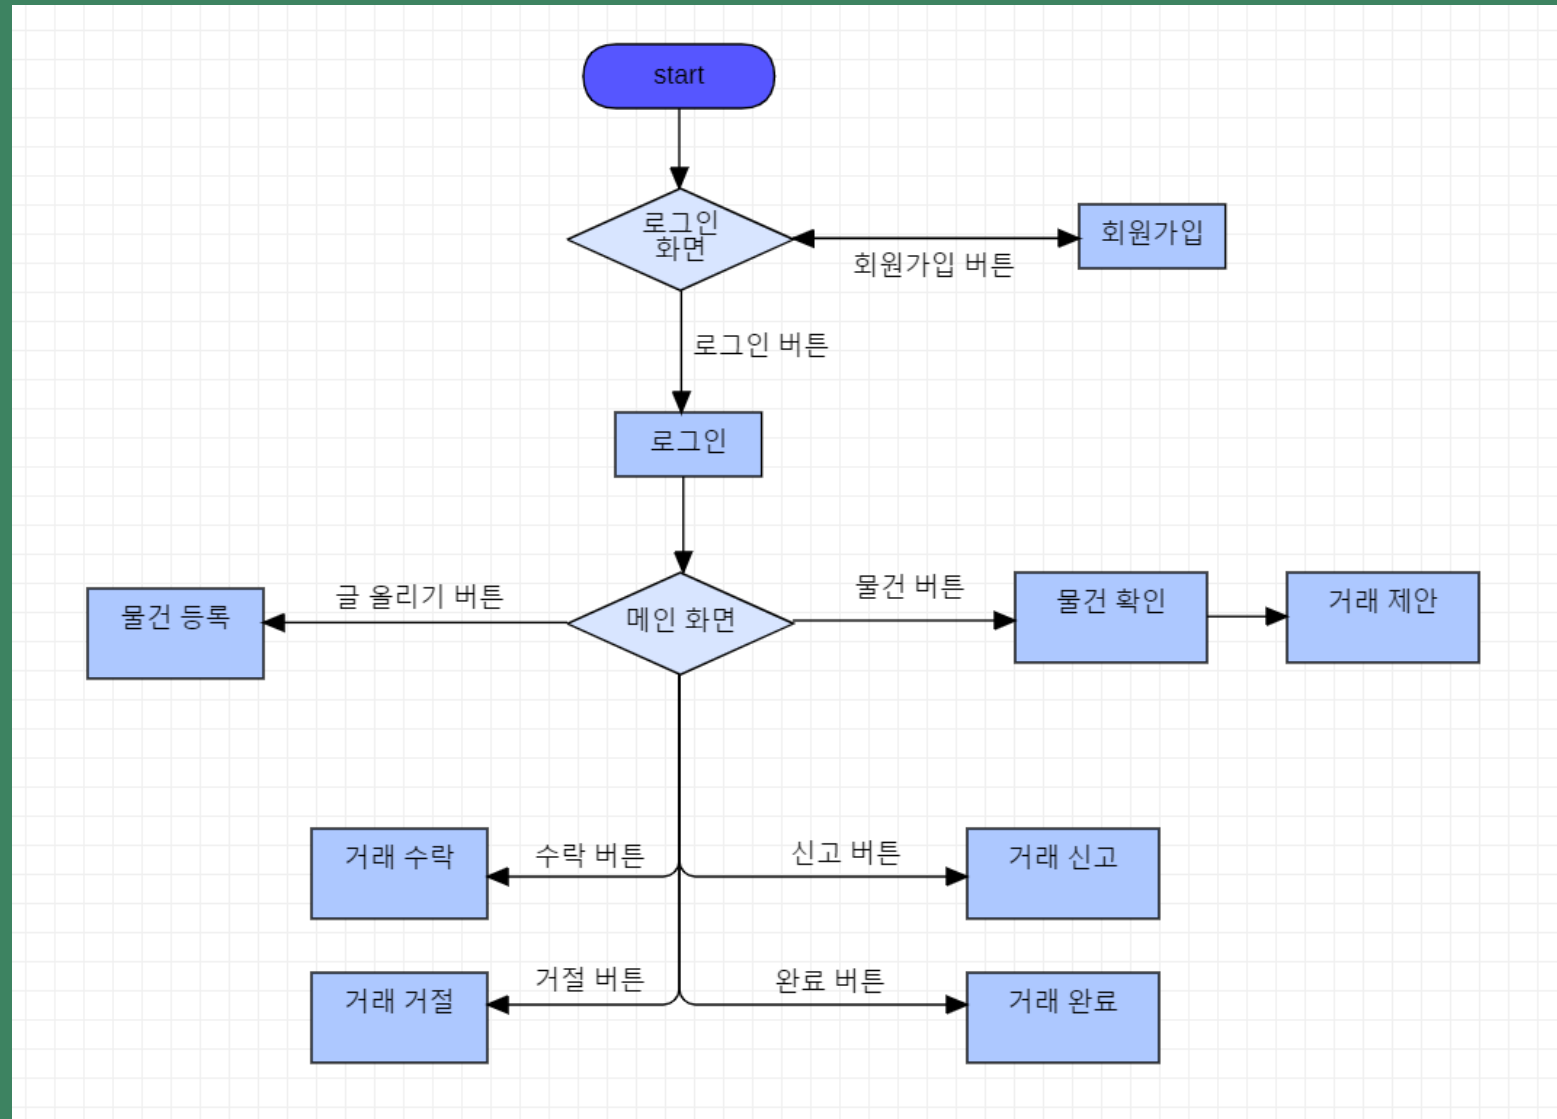 start
로그인
화면
회원가입
회원가입 버튼
로그인 버튼
로그인
글 올리기 버튼
물건 버튼
물건 등록
메인 화면
물건 확인
거래 제안
거래 수락
수락 버튼
신고 버튼
거래 신고
거래 거절
거절 버튼
완료 버튼
거래 완료